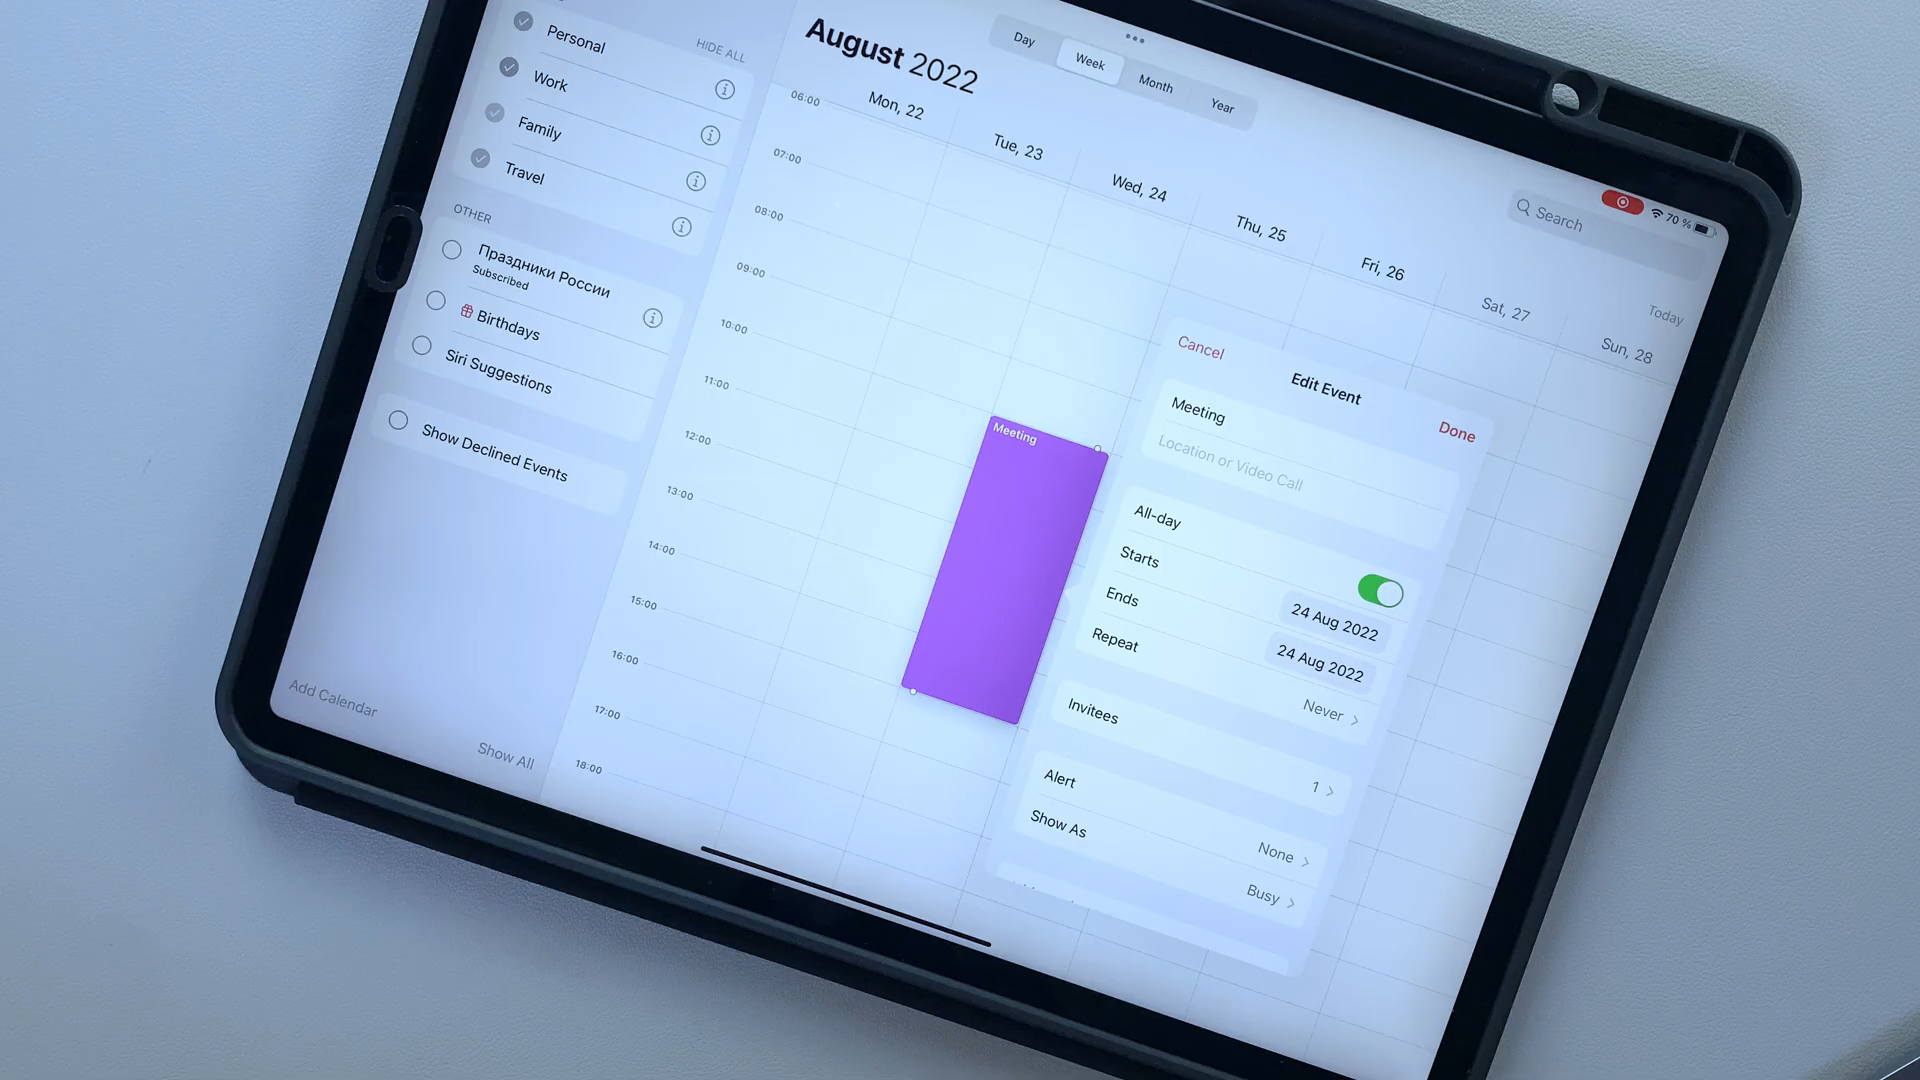 HIDE ALL
Personal
Work
Family
Travel
OTHER
Праздники России
Subscribed
Birthdays
Siri Suggestions
Show Declined Events
Add Calendar
Show All
August 2022
Day
Week
Month
Year
Search
70 %
Today
Mon, 22
Tue, 23
Wed, 24
Thu, 25
Fri, 26
Sat, 27
Sun, 28
06:00
07:00
08:00
09:00
10:00
11:00
12:00
13:00
14:00
15:00
16:00
17:00
18:00
Meeting
Cancel
Edit Event
Done
Meeting
Location or Video Call
All-day
Starts
24 Aug 2022
Ends
24 Aug 2022
Repeat
Never
Invitees
1
Alert
None
Show As
Busy